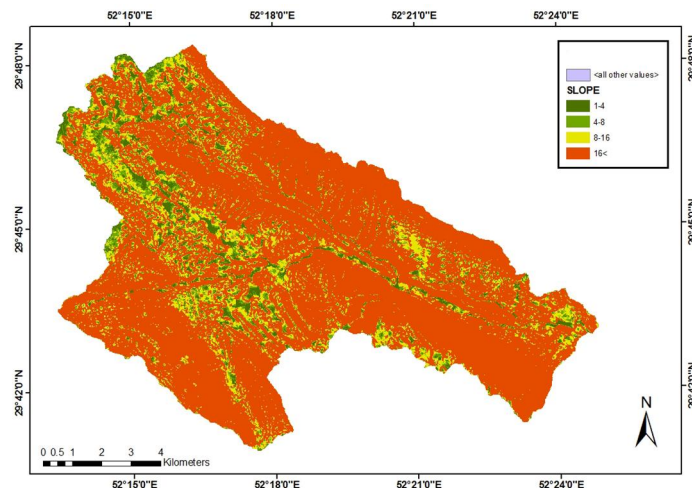 52°15'0"E 52°18'0"E 52°21'0"E 52°24'0"E
<all other values>
SLOPE
1-4
4-8
8-16
16<
29°48'0"N
29°45'0"N
29°42'0"N
N
0 0.5 1 2 3 4
Kilometers
52°15'0"E 52°18'0"E 52°21'0"E 52°24'0"E